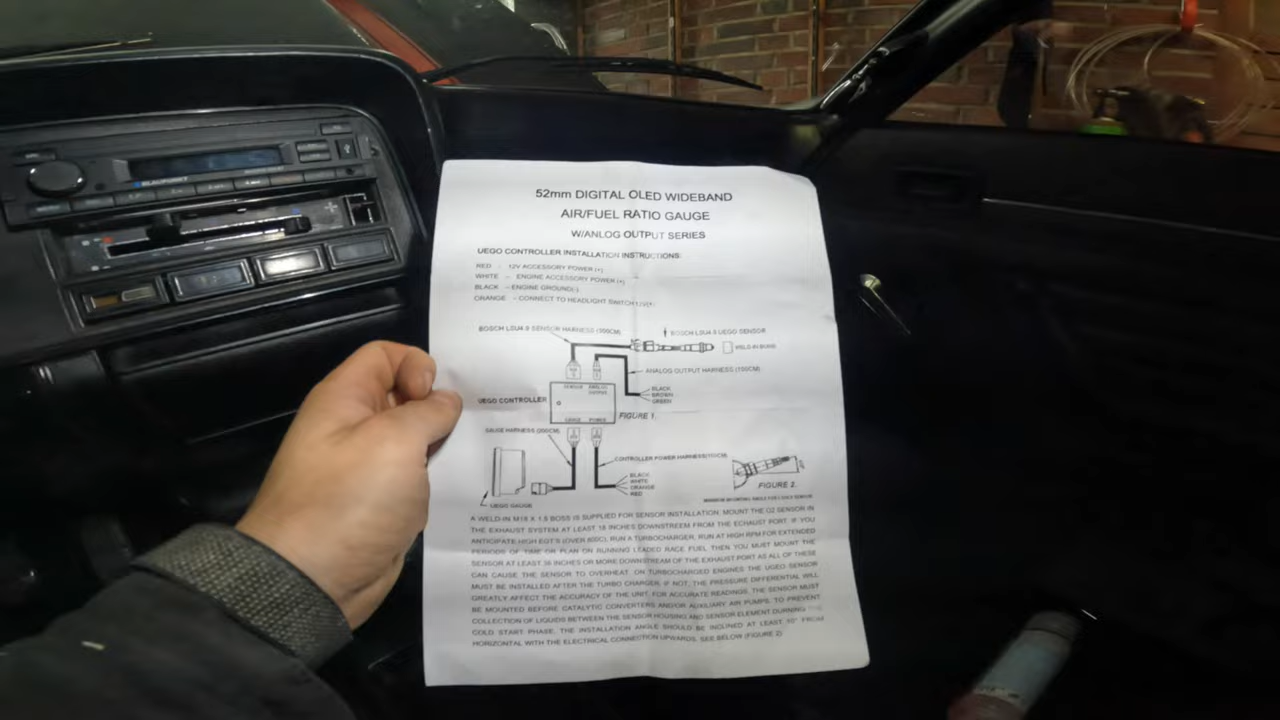 BLAUPUNKT
52mm DIGITAL OLED WIDEBAND
AIR/FUEL RATIO GAUGE
W/ANLOG OUTPUT SERIES
UEGO CONTROLLER INSTALLATION INSTRUCTIONS:
RED - 12V ACCESSORY POWER (+)
WHITE - ENGINE ACCESSORY POWER (+)
BLACK - ENGINE GROUND(-)
ORANGE - CONNECT TO HEADLIGHT SWITCH 12V(+)
BOSCH LSU4.9 SENSOR HARNESS (300CM)
BOSCH LSU4.9 UEGO SENSOR
WELD-IN BUNG
ANALOG OUTPUT HARNESS (150CM)
SENSOR ANALOG
OUTPUT
BLACK
BROWN
GREEN
UEGO CONTROLLER
FIGURE 1.
GAUGE POWER
GAUGE HARNESS (200CM)
CONTROLLER POWER HARNESS
BLACK
WHITE
ORANGE
RED
FIGURE 2.
UEGO GAUGE
A WELD-IN M18 X 1.5 BOSS IS SUPPLIED FOR SENSOR INSTALLATION. MOUNT THE O2 SENSOR IN
THE EXHAUST SYSTEM AT LEAST 18 INCHES DOWNSTREEM FROM THE ECHAUST PORT. IF YOU
ANTICIPATE HIGH EGT'S (OVER 800C), RUN A TURBOCHARGER, RUN AT HIGH RPM FOR EXTENDED
PERIODS OF TIME OR PLAN ON RUNNING LEADED RACE FUEL, THEN YOU MUST MOUNT THE
SENSOR AT LEAST 36 INCHES OR MORE DOWNSTREAM OF THE EXHAUST PORT AS ALL OF THESE
CAN CAUSE THE SENSOR TO OVERHEAT. ON TURBOCHARGED ENGINES THE UGEO SENSOR
MUST BE INSTALLED AFTER THE TURBO CHARGER. IF NOT, THE PRESSURE DIFFERENTIAL WILL
GREATLY AFFECT THE ACCURACY OF THE UNIT. FOR ACCURATE READINGS, THE SENSOR MUST
BE MOUNTED BEFORE CATALYTIC CONVERTERS AND/OR AUXILIARY AIR PUMPS. TO PREVENT
COLLECTION OF LIQUIDS BETWEEN THE SENSOR HOUSING AND SENSOR ELEMENT DURNING THE
COLD START PHASE, THE INSTALLATION ANGLE SHOULD BE INCLINED AT LEAST 10° FROM
HORIZONTAL WITH THE ELECTRICAL CONNECTION UPWARDS. SEE BELOW (FIGURE 2)